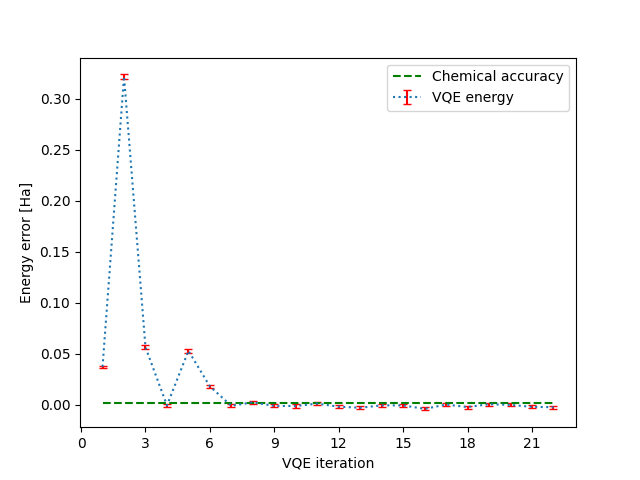 Chemical accuracy
VQE energy
Energy error [Ha]
0.30
0.25
0.20
0.15
0.10
0.05
0.00
0 3 6 9 12 15 18 21
VQE iteration